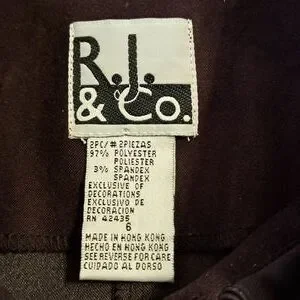 R.J.
& Co.
2PC/# 2PIEZAS
97% POLYESTER
POLIESTER
3% SPANDEX
SPANDEX
EXCLUSIVE OF
DECORATIONS
EXCLUSIVO DE
DECORACION
RN 42435
6
MADE IN HONG KONG
HECHO EN HONG KONG
SEE REVERSE FOR CARE
CUIDADO AL DORSO